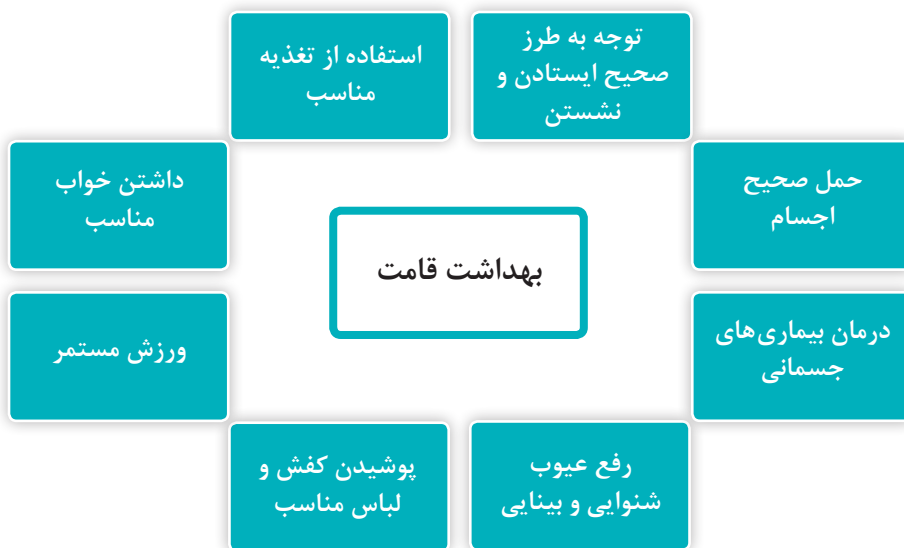 توجه به طرز
صحیح ایستادن و
نشستن
استفاده از تغذیه
مناسب
حمل صحیح
اجسام
داشتن خواب
مناسب
بهداشت قامت
درمان بیماری‌های
جسمانی
ورزش مستمر
رفع عیوب
شنوایی و بینایی
پوشیدن کفش و
لباس مناسب